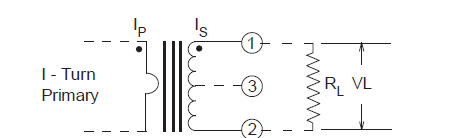 IP
IS
1
I - Turn
Primary
3
RL
VL
2